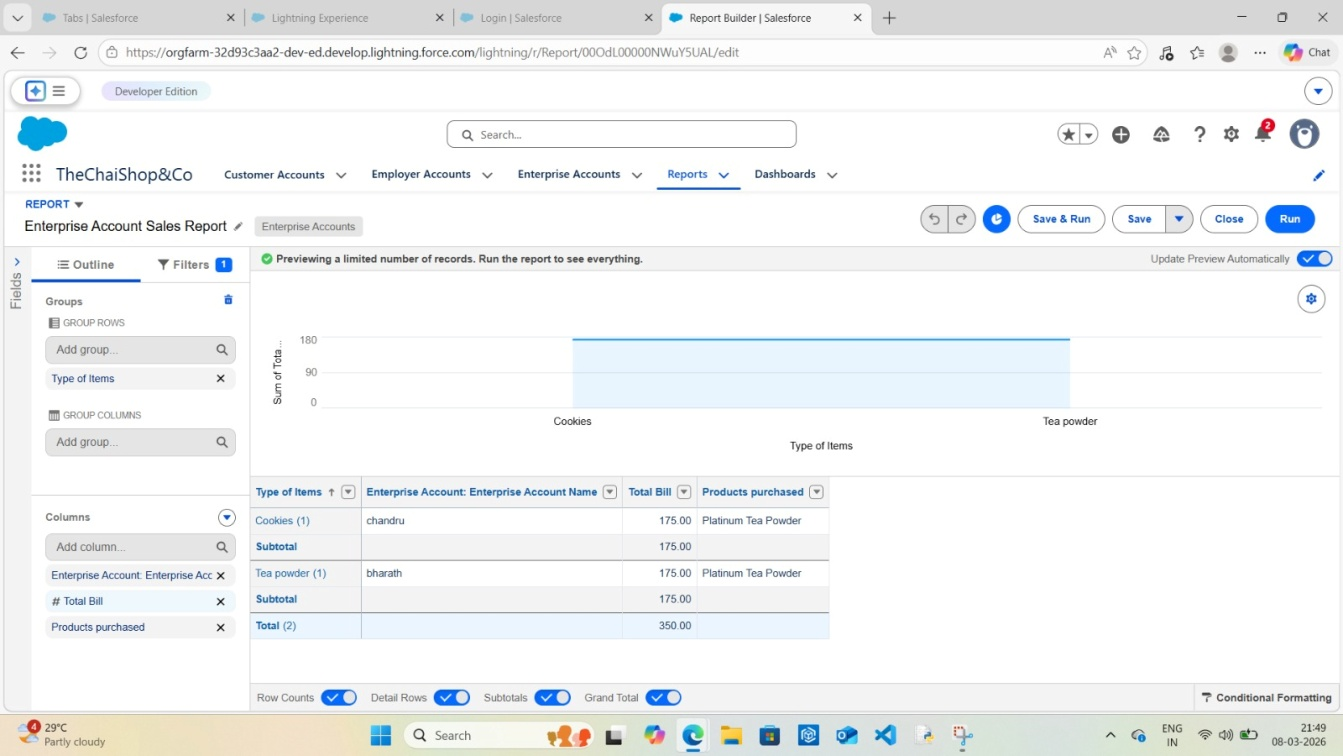 Tabs | Salesforce
Lightning Experience
Login | Salesforce
Report Builder | Salesforce
https://orgfarm-32d93c3aa2-dev-ed.develop.lightning.force.com/lightning/r/Report/00OdL00000NWuY5UAL/edit
Chat
Developer Edition
Search...
2
TheChaiShop&Co
Customer Accounts
Employer Accounts
Enterprise Accounts
Reports
Dashboards
REPORT
Enterprise Account Sales Report
Enterprise Accounts
Save & Run
Save
Close
Run
Fields
Outline
Filters 1
Previewing a limited number of records. Run the report to see everything.
Update Preview Automatically
Groups
GROUP ROWS
Add group...
Type of Items
GROUP COLUMNS
Add group...
Columns
Add column...
Enterprise Account: Enterprise Acc
# Total Bill
Products purchased
Sum of Tota...
180
90
0
Cookies
Tea powder
Type of Items
Type of Items Enterprise Account: Enterprise Account Name Total Bill Products purchased
Cookies (1) chandru 175.00 Platinum Tea Powder
Subtotal 175.00
Tea powder (1) bharath 175.00 Platinum Tea Powder
Subtotal 175.00
Total (2) 350.00
Row Counts Detail Rows Subtotals Grand Total
Conditional Formatting
4
29°C
Partly cloudy
Search
ENG
IN
21:49
08-03-2026